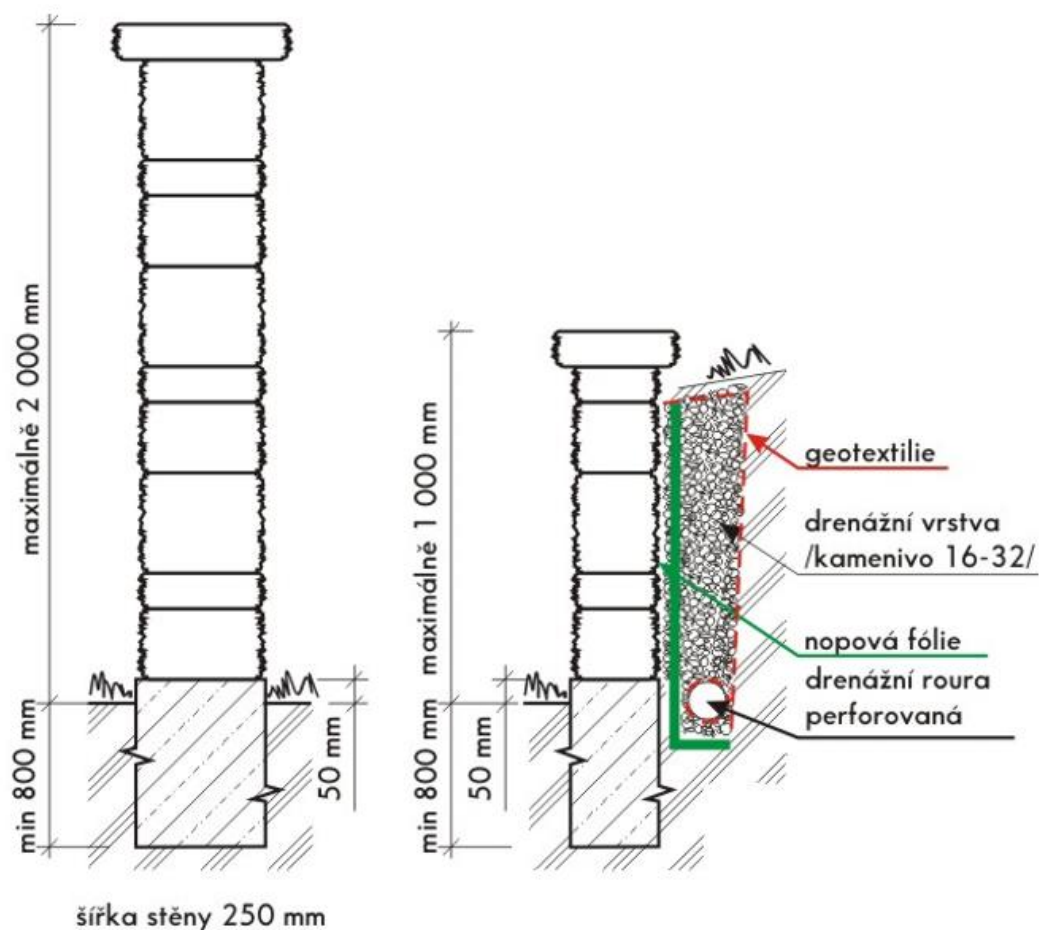 maximálně 2 000 mm
min 800 mm
50 mm
šířka stěny 250 mm
maximálně 1 000 mm
min 800 mm
50 mm
geotextilie
drenážní vrstva
/kamenivo 16-32/
nopová fólie
drenážní roura
perforovaná